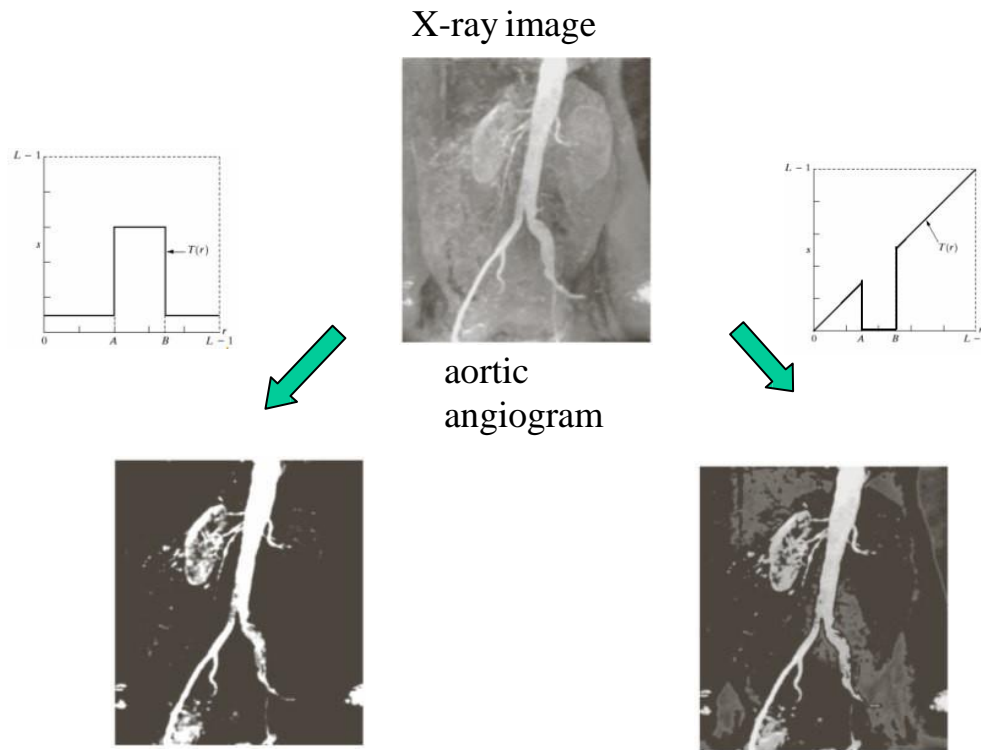 X-ray image
L – 1
s
T(r)
r
0
A
B
L – 1
L – 1
s
T(r)
0
A
B
L –
aortic
angiogram